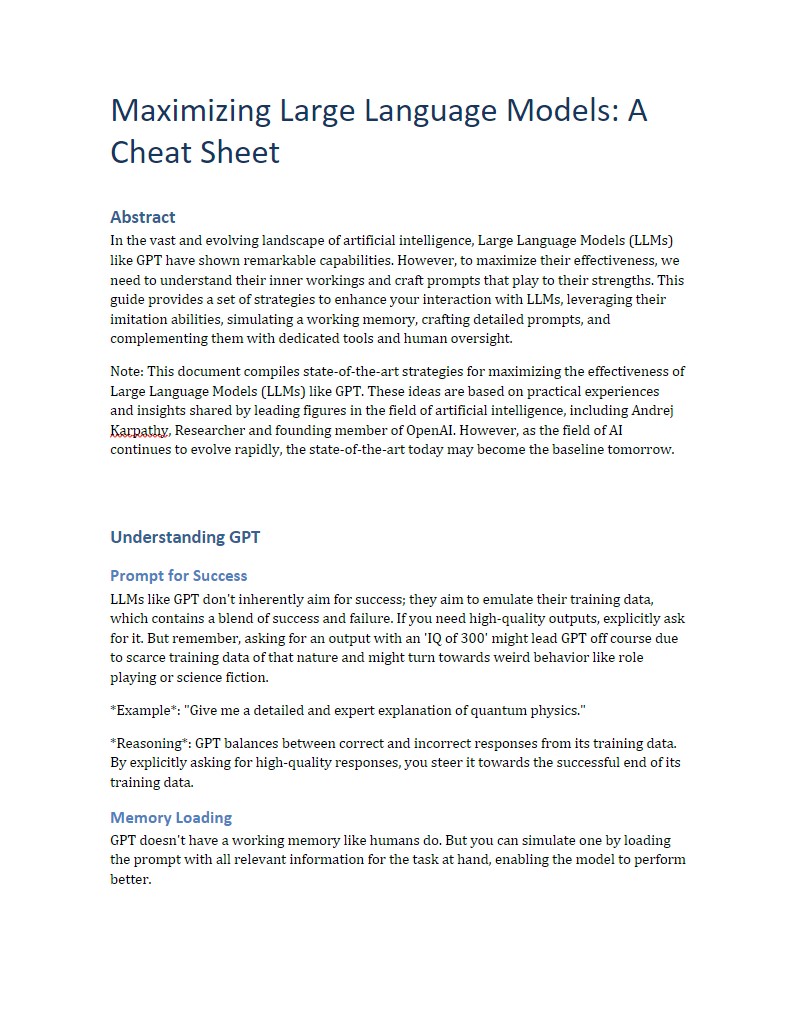 Maximizing Large Language Models: A
Cheat Sheet
Abstract
In the vast and evolving landscape of artificial intelligence, Large Language Models (LLMs)
like GPT have shown remarkable capabilities. However, to maximize their effectiveness, we
need to understand their inner workings and craft prompts that play to their strengths. This
guide provides a set of strategies to enhance your interaction with LLMs, leveraging their
imitation abilities, simulating a working memory, crafting detailed prompts, and
complementing them with dedicated tools and human oversight.
Note: This document compiles state-of-the-art strategies for maximizing the effectiveness of
Large Language Models (LLMs) like GPT. These ideas are based on practical experiences
and insights shared by leading figures in the field of artificial intelligence, including Andrej
Karpathy, Researcher and founding member of OpenAI. However, as the field of AI
continues to evolve rapidly, the state-of-the-art today may become the baseline tomorrow.
Understanding GPT
Prompt for Success
LLMs like GPT don't inherently aim for success; they aim to emulate their training data,
which contains a blend of success and failure. If you need high-quality outputs, explicitly ask
for it. But remember, asking for an output with an 'IQ of 300' might lead GPT off course due
to scarce training data of that nature and might turn towards weird behavior like role
playing or science fiction.
*Example*: "Give me a detailed and expert explanation of quantum physics."
*Reasoning*: GPT balances between correct and incorrect responses from its training data.
By explicitly asking for high-quality responses, you steer it towards the successful end of its
training data.
Memory Loading
GPT doesn't have a working memory like humans do. But you can simulate one by loading
the prompt with all relevant information for the task at hand, enabling the model to perform
better.